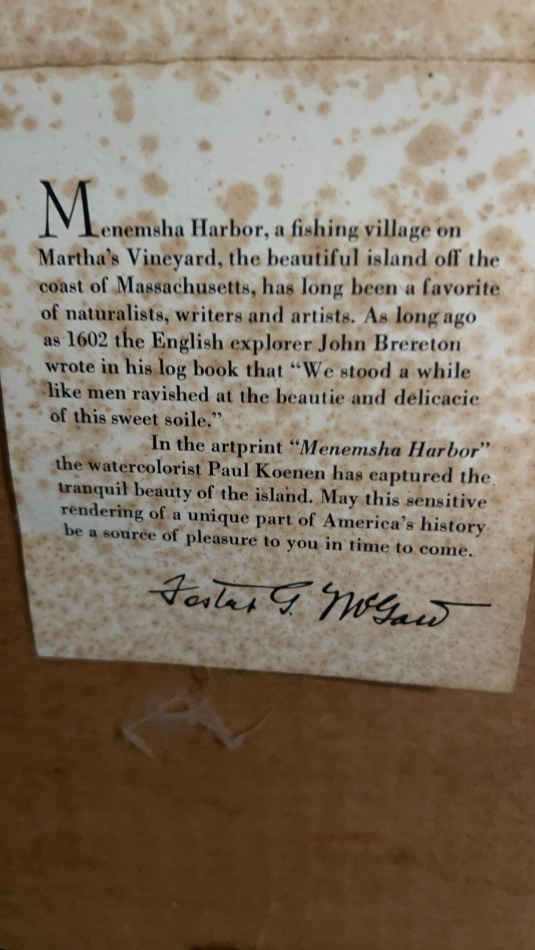 Menemsha Harbor, a fishing village on
Martha's Vineyard, the beautiful island off the
coast of Massachusetts, has long been a favorite
of naturalists, writers and artists. As long ago
as 1602 the English explorer John Brereton
wrote in his log book that “We stood a while
like men ravished at the beautie and delicacie
of this sweet soile.”
In the artprint “Menemsha Harbor”
the watercolorist Paul Koenen has captured the
tranquil beauty of the island. May this sensitive
rendering of a unique part of America's history
be a source of pleasure to you in time to come.
G. McGaw